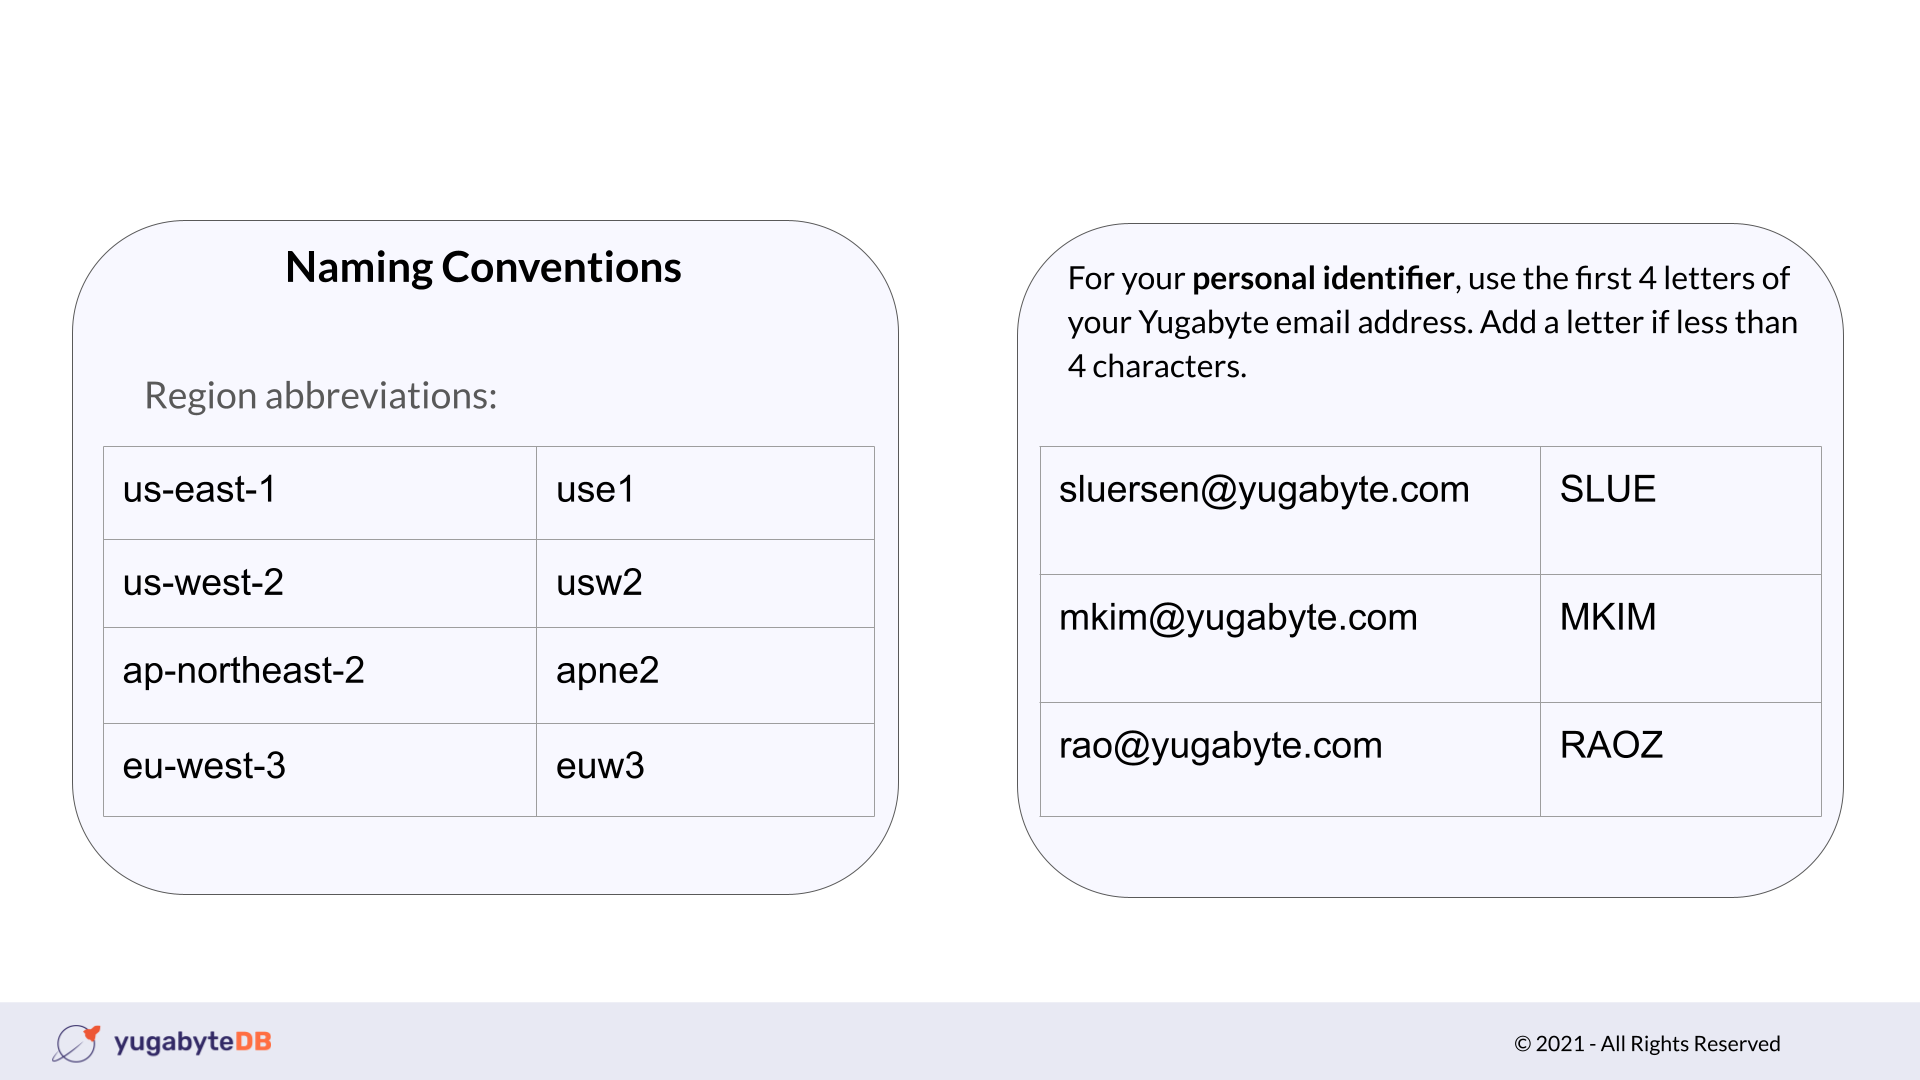 Naming Conventions
Region abbreviations:
us-east-1 use1
us-west-2 usw2
ap-northeast-2 apne2
eu-west-3 euw3
For your personal identifier, use the first 4 letters of
your Yugabyte email address. Add a letter if less than
4 characters.
sluersen@yugabyte.com SLUE
mkim@yugabyte.com MKIM
rao@yugabyte.com RAOZ
yugabyteDB
© 2021 - All Rights Reserved